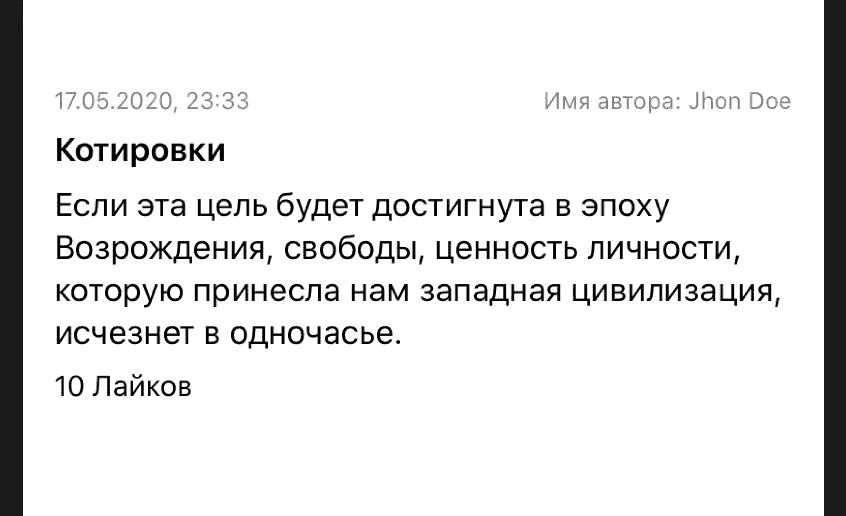 17.05.2020, 23:33 Имя автора: Jhon Doe
Котировки
Если эта цель будет достигнута в эпоху
Возрождения, свободы, ценность личности,
которую принесла нам западная цивилизация,
исчезнет в одночасье.
10 Лайков